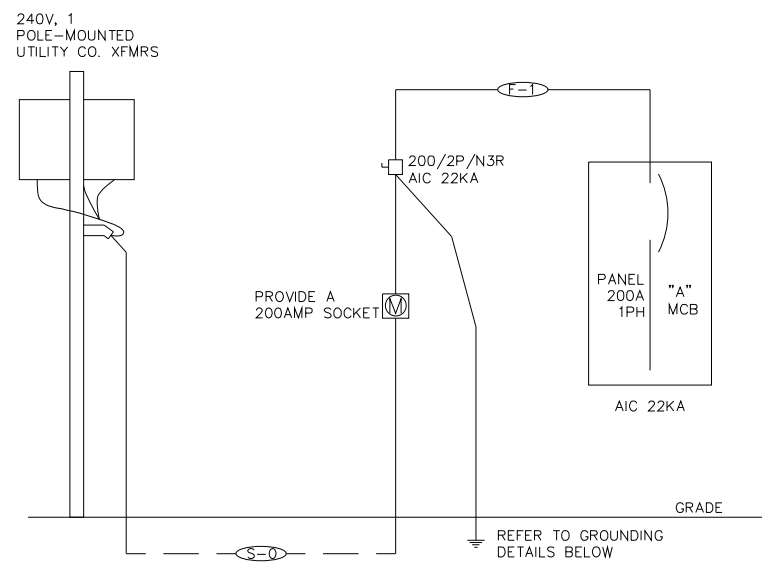 240V, 1
POLE-MOUNTED
UTILITY CO. XFMRS
F-1
200/2P/N3R
AIC 22KA
PROVIDE A
200AMP SOCKET
M
PANEL "A"
200A MCB
1PH
AIC 22KA
GRADE
S-0
REFER TO GROUNDING
DETAILS BELOW